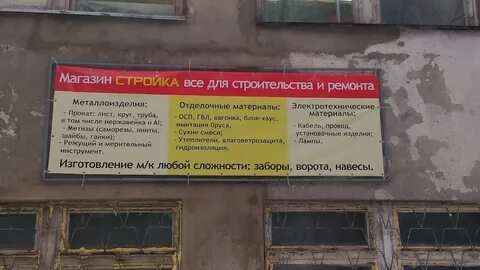 Магазин СТРОЙКА все для строительства и ремонта
Металлоизделия:
- Прокат: лист, круг, труба,
в том числе нержавейка и Al;
- Метизы (саморезы, винты,
шайбы, гайки);
- Режущий и мерительный
инструмент.
Отделочные материалы:
- ОСП, ГВЛ, вагонка, блок-хаус,
имитация бруса,
- Сухие смеси;
- Утеплители, влаговетрозащита,
гидроизоляция.
Электротехнические
материалы:
- Кабель, провод,
установочные изделия;
- Лампы.
Изготовление м/к любой сложности: заборы, ворота, навесы.